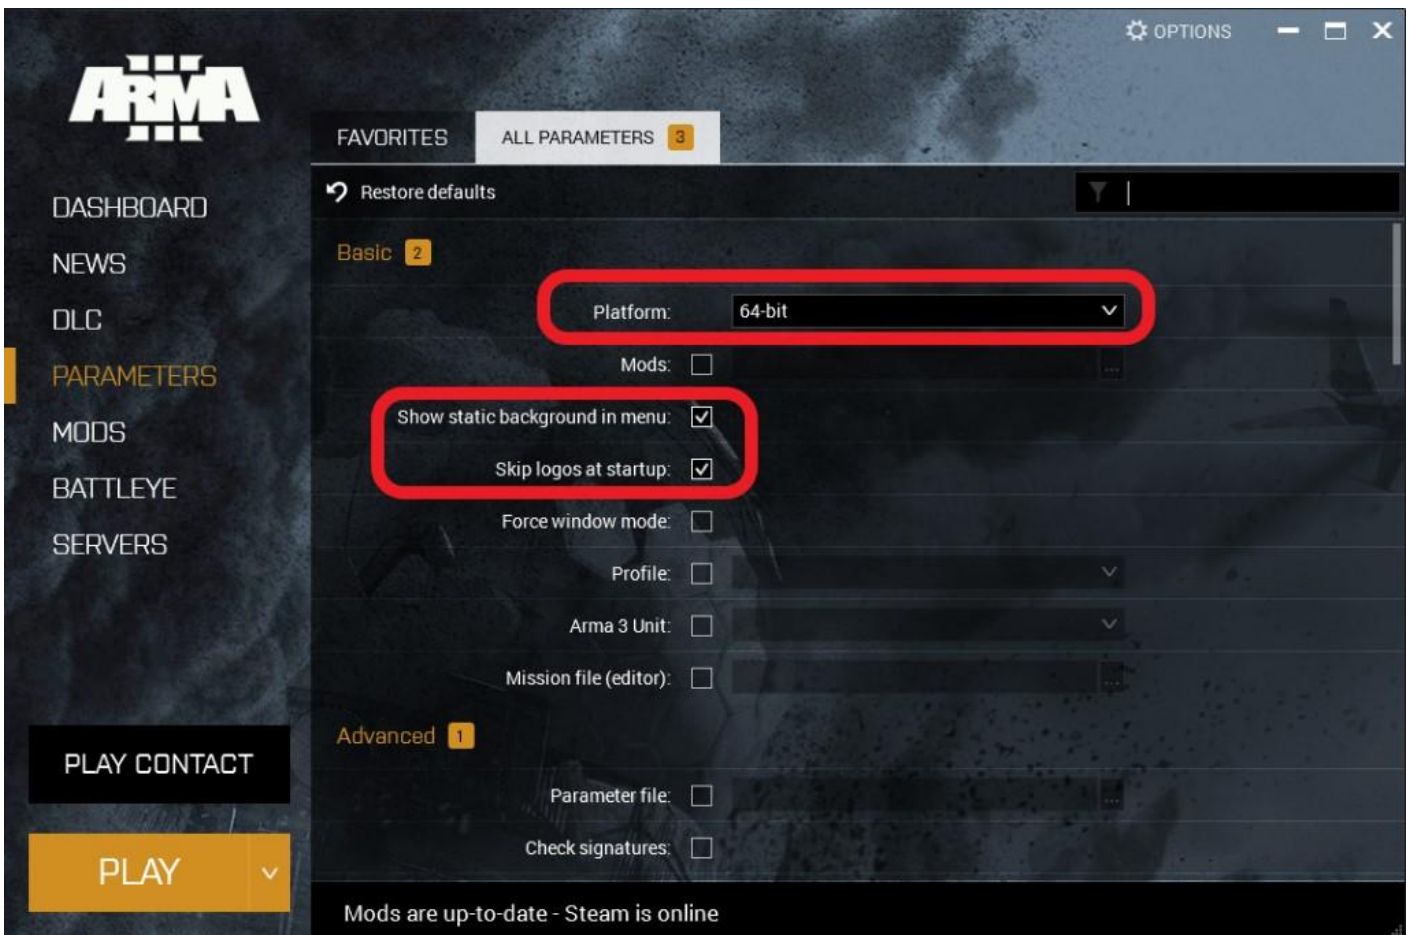 OPTIONS
ARMA
III
FAVORITES
ALL PARAMETERS 3
Restore defaults
DASHBOARD
NEWS
DLC
PARAMETERS
MODS
BATTLEYE
SERVERS
PLAY CONTACT
PLAY
Basic 2
Platform: 64-bit
Mods: ...
Show static background in menu:
Skip logos at startup:
Force window mode:
Profile:
Arma 3 Unit:
Mission file (editor): ...
Advanced 1
Parameter file: ...
Check signatures:
Mods are up-to-date - Steam is online